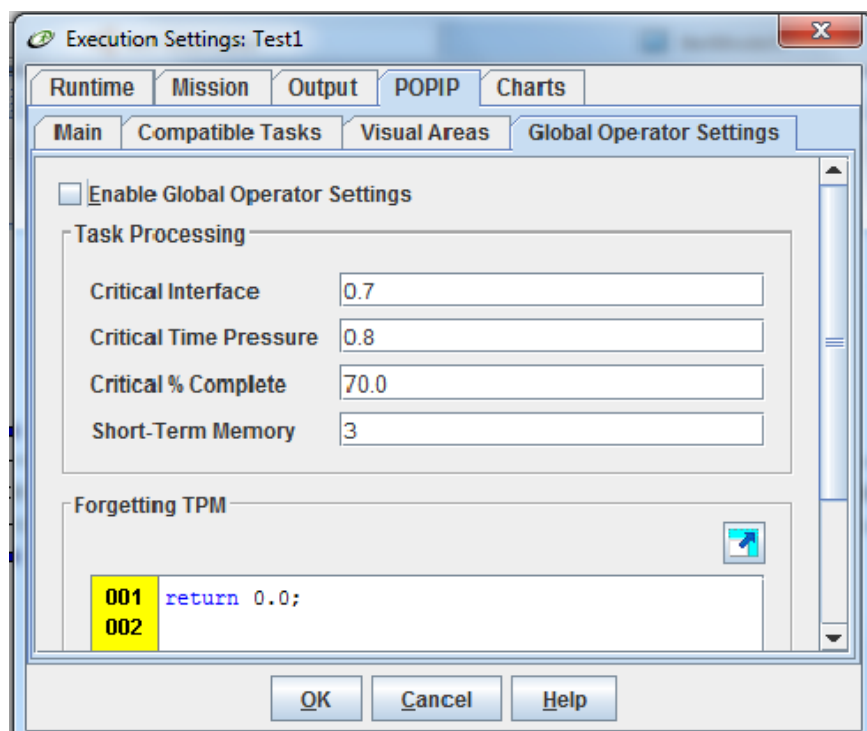 Execution Settings: Test1
Runtime Mission Output POPIP Charts
Main Compatible Tasks Visual Areas Global Operator Settings
Enable Global Operator Settings
Task Processing
Critical Interface 0.7
Critical Time Pressure 0.8
Critical % Complete 70.0
Short-Term Memory 3
Forgetting TPM
001 return 0.0;
002
OK Cancel Help